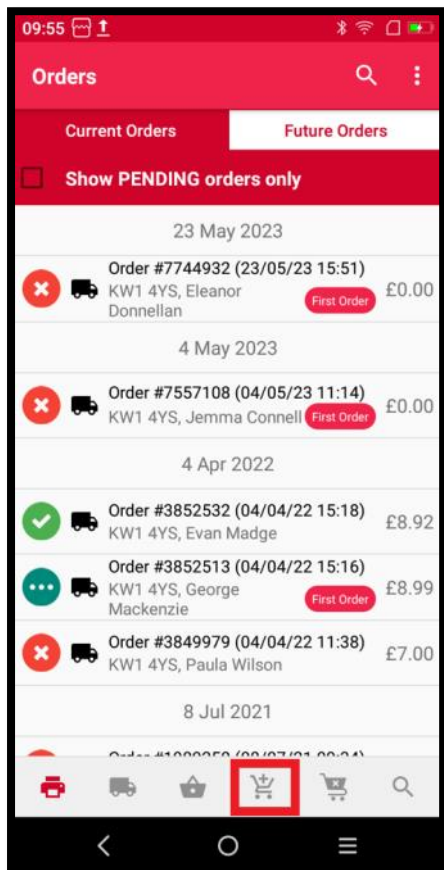 09:55
Orders
Current Orders Future Orders
Show PENDING orders only
23 May 2023
Order #7744932 (23/05/23 15:51)
KW1 4YS, Eleanor
Donnellan
First Order
£0.00
4 May 2023
Order #7557108 (04/05/23 11:14)
KW1 4YS, Jemma Connell First Order
£0.00
4 Apr 2022
Order #3852532 (04/04/22 15:18)
KW1 4YS, Evan Madge
£8.92
Order #3852513 (04/04/22 15:16)
KW1 4YS, George
Mackenzie
First Order
£8.99
Order #3849979 (04/04/22 11:38)
KW1 4YS, Paula Wilson
£7.00
8 Jul 2021